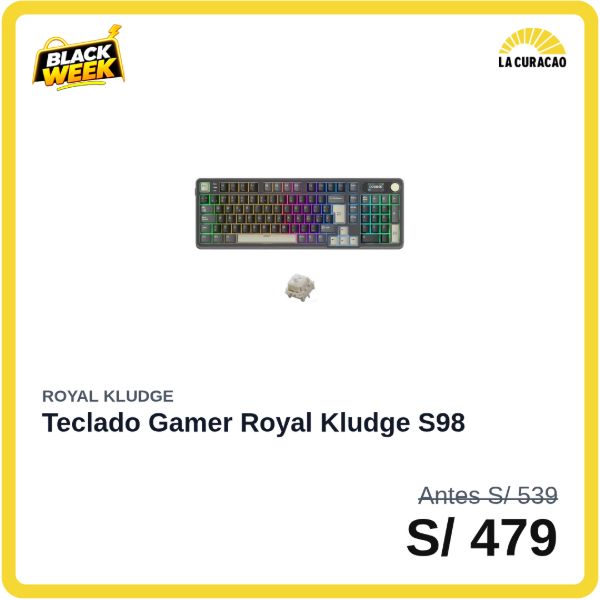 BLACK
WEEK
LA CURACAO
ROYAL KLUDGE
Teclado Gamer Royal Kludge S98
Antes S/ 539
S/ 479